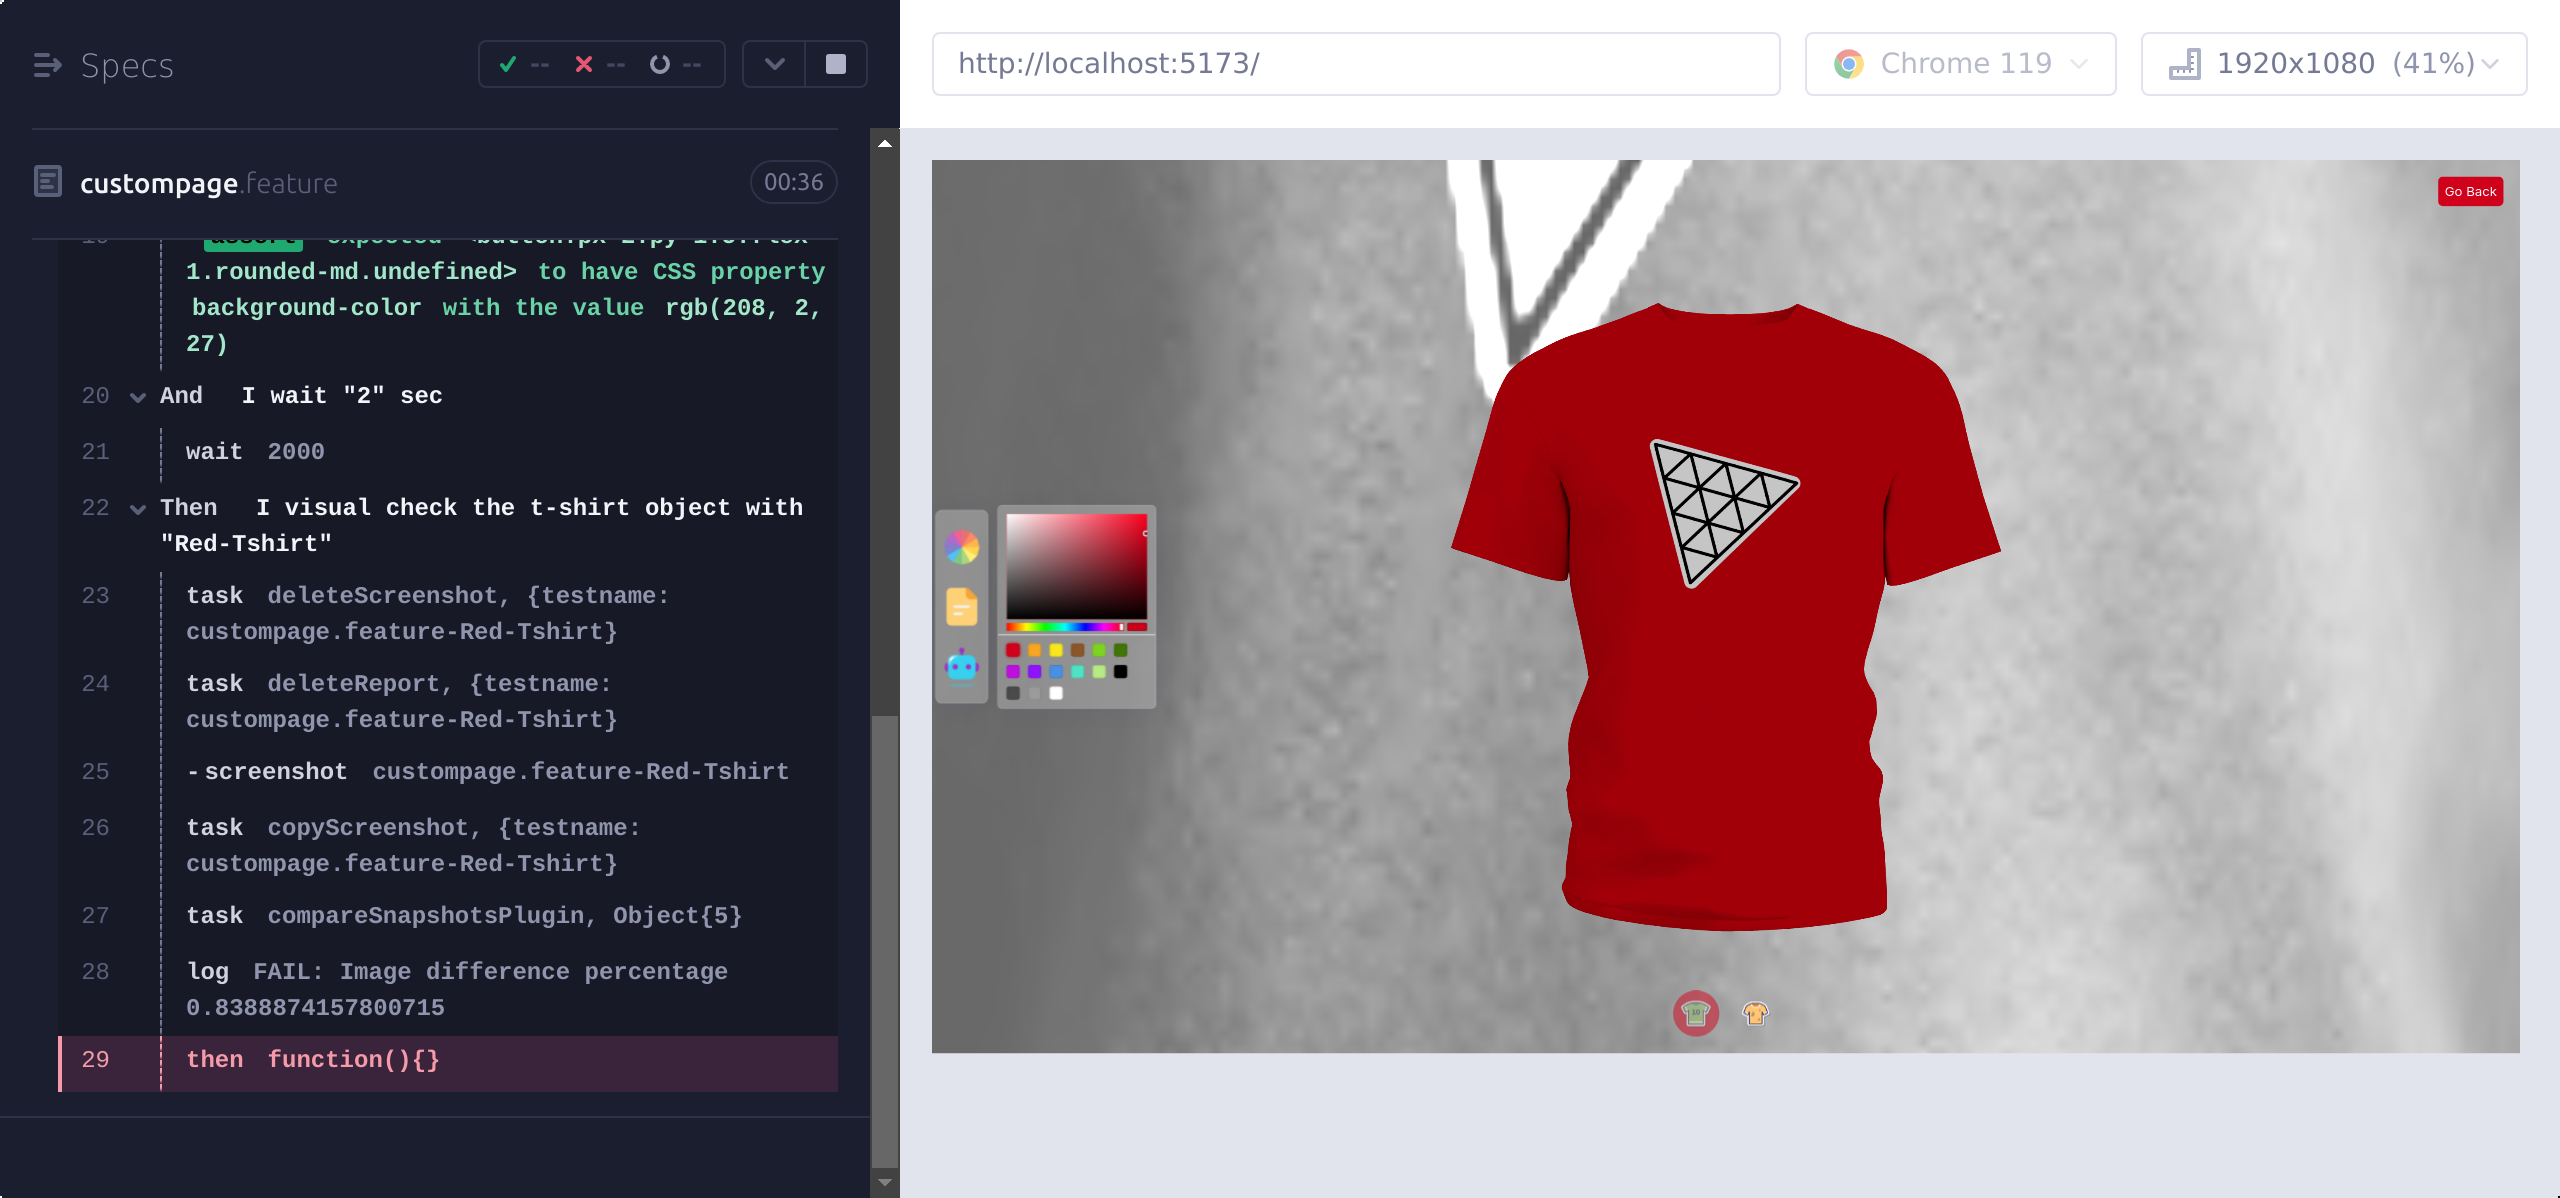 Specs
--
--
--
http://localhost:5173/
Chrome 119
1920x1080 (41%)
custompage.feature
00:36
1.rounded-md.undefined> to have CSS property
background-color with the value rgb(208, 2,
27)
20 And I wait "2" sec
21 wait 2000
22 Then I visual check the t-shirt object with
"Red-Tshirt"
23 task deleteScreenshot, {testname:
custompage.feature-Red-Tshirt}
24 task deleteReport, {testname:
custompage.feature-Red-Tshirt}
25 -screenshot custompage.feature-Red-Tshirt
26 task copyScreenshot, {testname:
custompage.feature-Red-Tshirt}
27 task compareSnapshotsPlugin, Object{5}
28 log FAIL: Image difference percentage
0.8388874157800715
29 then function(){}
Go Back